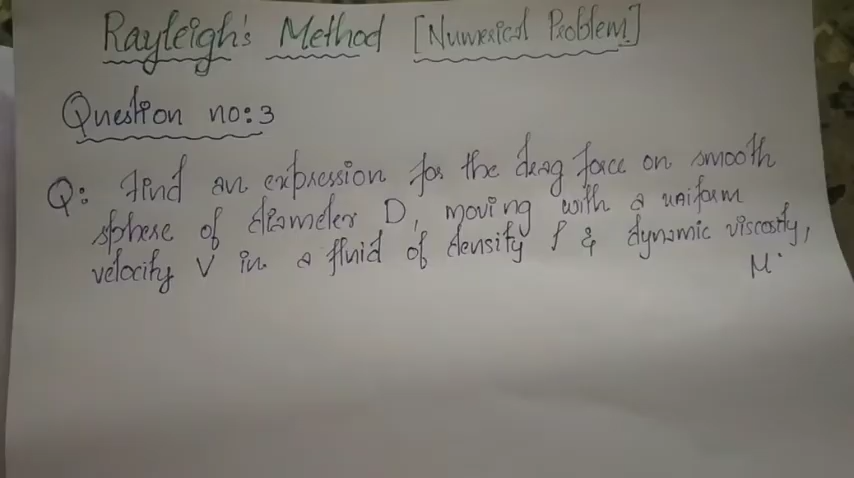 Rayleigh's Method [Numerical Problem]
Question no:3
Q: Find an expression for the drag force on smooth
sphere of diameter D, moving with a uniform
velocity V in a fluid of density ρ & dynamic viscosity,
μ.